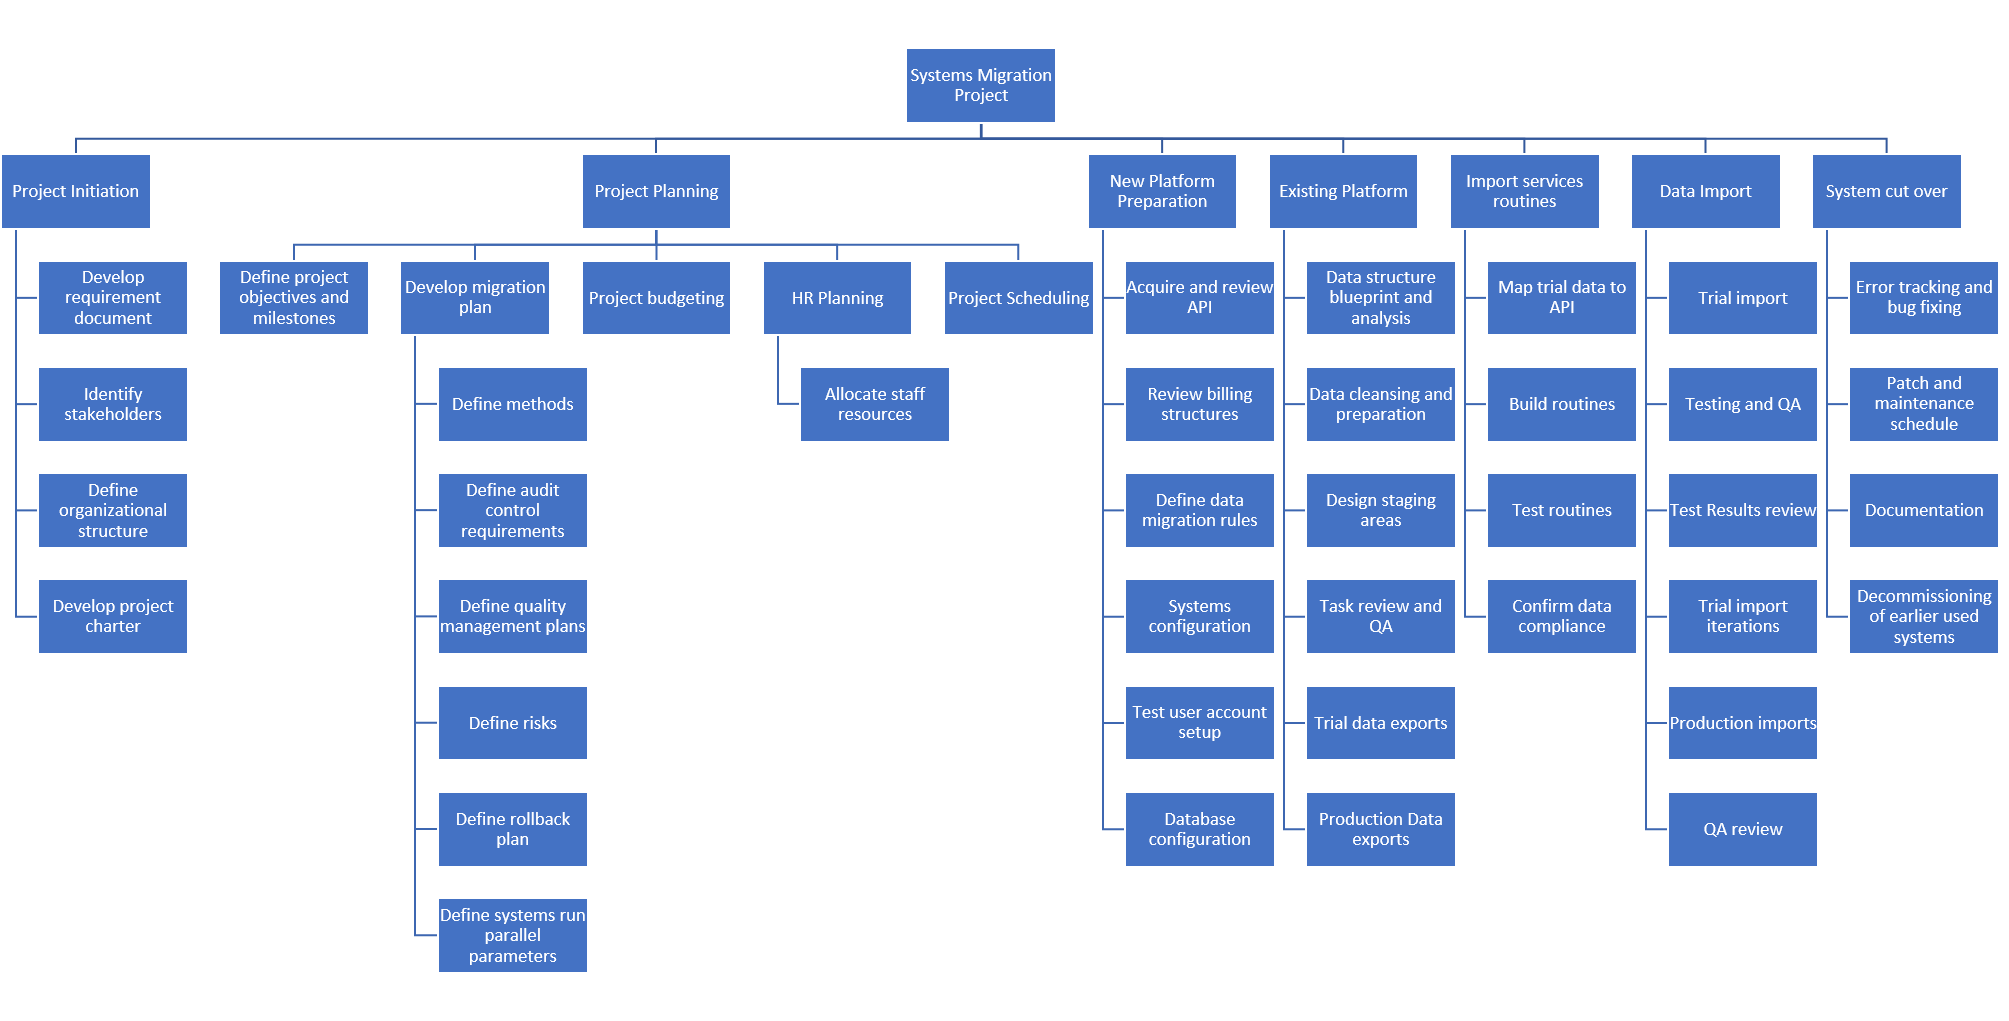 Systems Migration
Project
Project Initiation
Project Planning
New Platform
Preparation
Existing Platform
Import services
routines
Data Import
System cut over
Develop
requirement
document
Define project
objectives and
milestones
Develop migration
plan
Project budgeting
HR Planning
Project Scheduling
Acquire and review
API
Data structure
blueprint and
analysis
Map trial data to
API
Trial import
Error tracking and
bug fixing
Identify
stakeholders
Define methods
Allocate staff
resources
Review billing
structures
Data cleansing and
preparation
Build routines
Testing and QA
Patch and
maintenance
schedule
Define
organizational
structure
Define audit
control
requirements
Define data
migration rules
Design staging
areas
Test routines
Test Results review
Documentation
Develop project
charter
Define quality
management plans
Systems
configuration
Task review and
QA
Confirm data
compliance
Trial import
iterations
Decommissioning
of earlier used
systems
Define risks
Test user account
setup
Trial data exports
Production imports
Define rollback
plan
Database
configuration
Production Data
exports
QA review
Define systems run
parallel
parameters